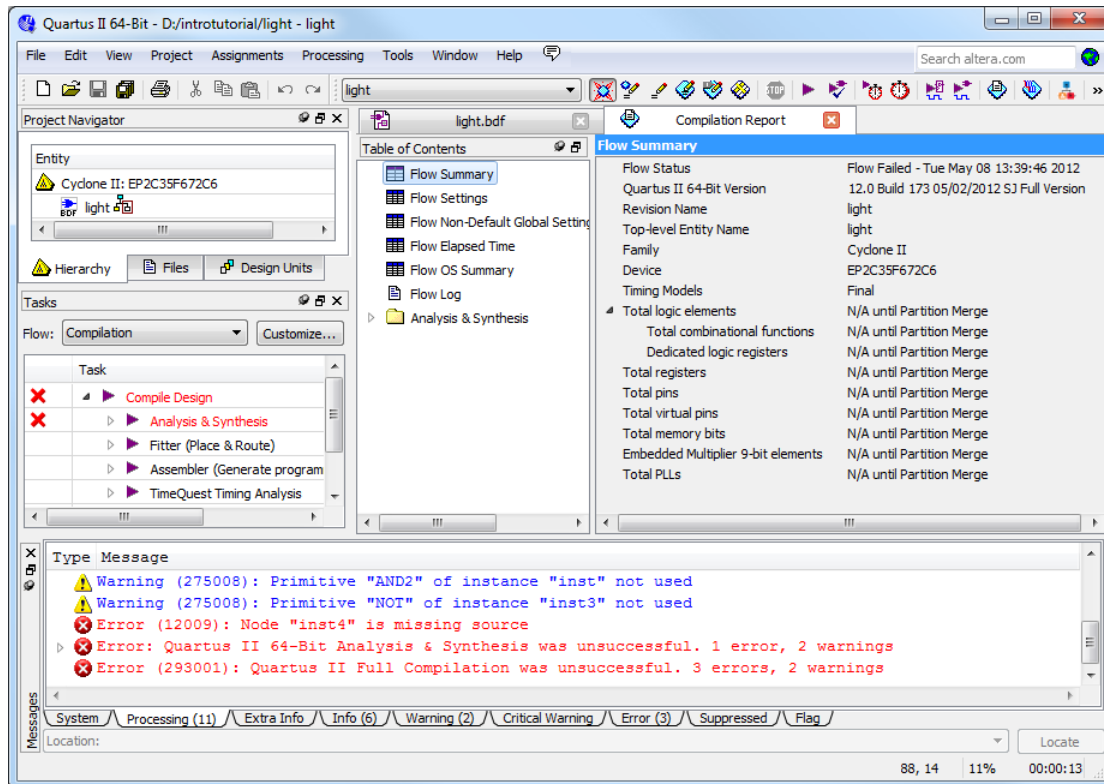 Quartus II 64-Bit - D:/introtutorial/light - light
File Edit View Project Assignments Processing Tools Window Help
Search altera.com
light
Project Navigator
Entity
Cyclone II: EP2C35F672C6
BDF light
Hierarchy Files Design Units
Tasks
Flow: Compilation Customize...
Task
Compile Design
Analysis & Synthesis
Fitter (Place & Route)
Assembler (Generate program
TimeQuest Timing Analysis
light.bdf
Compilation Report
Table of Contents
Flow Summary
Flow Settings
Flow Non-Default Global Setting
Flow Elapsed Time
Flow OS Summary
Flow Log
Analysis & Synthesis
Flow Summary
Flow Status Flow Failed - Tue May 08 13:39:46 2012
Quartus II 64-Bit Version 12.0 Build 173 05/02/2012 SJ Full Version
Revision Name light
Top-level Entity Name light
Family Cyclone II
Device EP2C35F672C6
Timing Models Final
Total logic elements N/A until Partition Merge
Total combinational functions N/A until Partition Merge
Dedicated logic registers N/A until Partition Merge
Total registers N/A until Partition Merge
Total pins N/A until Partition Merge
Total virtual pins N/A until Partition Merge
Total memory bits N/A until Partition Merge
Embedded Multiplier 9-bit elements N/A until Partition Merge
Total PLLs N/A until Partition Merge
Type Message
Warning (275008): Primitive "AND2" of instance "inst" not used
Warning (275008): Primitive "NOT" of instance "inst3" not used
Error (12009): Node "inst4" is missing source
Error: Quartus II 64-Bit Analysis & Synthesis was unsuccessful. 1 error, 2 warnings
Error (293001): Quartus II Full Compilation was unsuccessful. 3 errors, 2 warnings
System Processing (11) Extra Info Info (6) Warning (2) Critical Warning Error (3) Suppressed Flag
Messages
Location: Locate
88, 14 11% 00:00:13
STOP